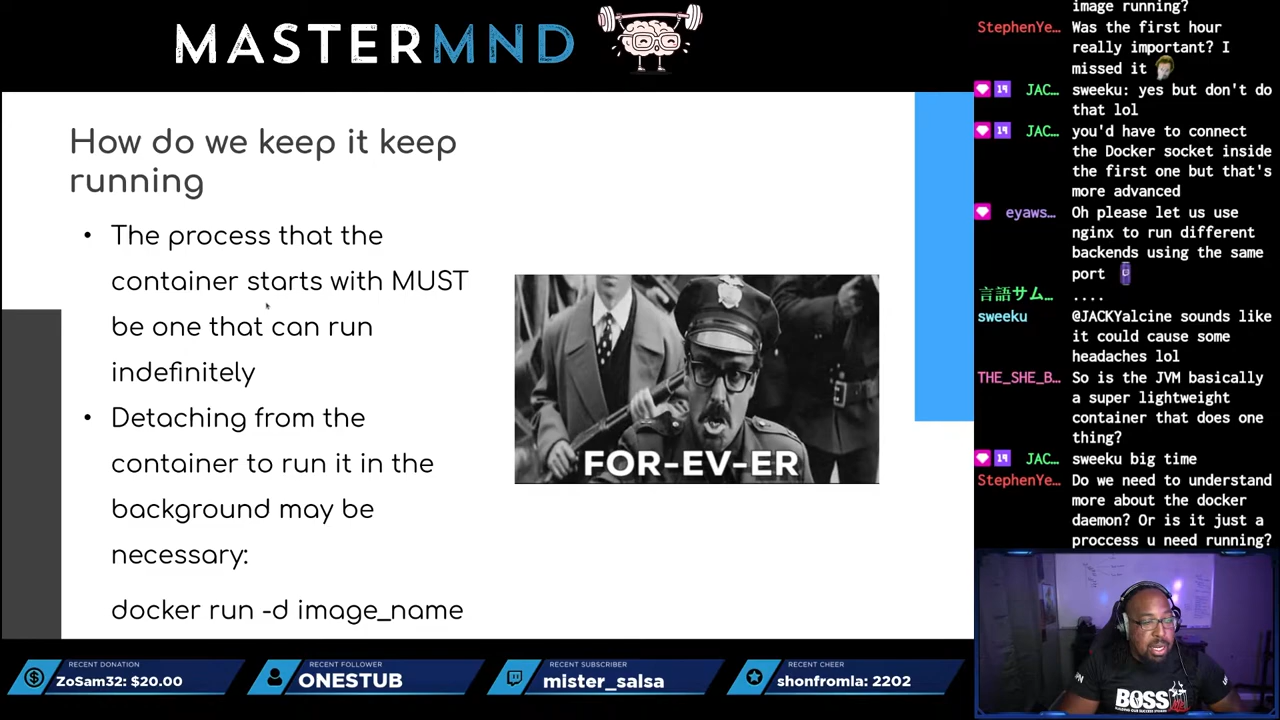 MASTERMND
How do we keep it keep
running
• The process that the
container starts with MUST
be one that can run
indefinitely
• Detaching from the
container to run it in the
background may be
necessary:
docker run -d image_name
FOR-EV-ER
image running?
StephenYe… Was the first hour
really important? I
missed it
19 JAC… sweeku: yes but don't do
that lol
19 JAC… you'd have to connect
the Docker socket inside
the first one but that's
more advanced
eyaws… Oh please let us use
nginx to run different
backends using the same
port
言語サム… ....
sweeku @JACKYalcine sounds like
it could cause some
headaches lol
THE_SHE_B… So is the JVM basically
a super lightweight
container that does one
thing?
19 JAC… sweeku big time
StephenYe… Do we need to understand
more about the docker
daemon? Or is it just a
proccess u need running?
BOSS
RECENT DONATION
ZoSam32: $20.00
RECENT FOLLOWER
ONESTUB
RECENT SUBSCRIBER
mister_salsa
RECENT CHEER
shonfromla: 2202